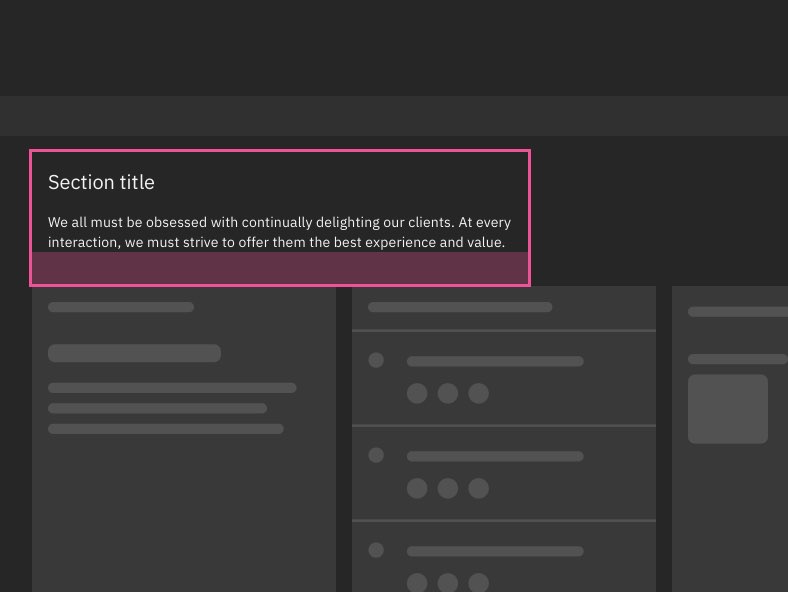 Section title
We all must be obsessed with continually delighting our clients. At every
interaction, we must strive to offer them the best experience and value.